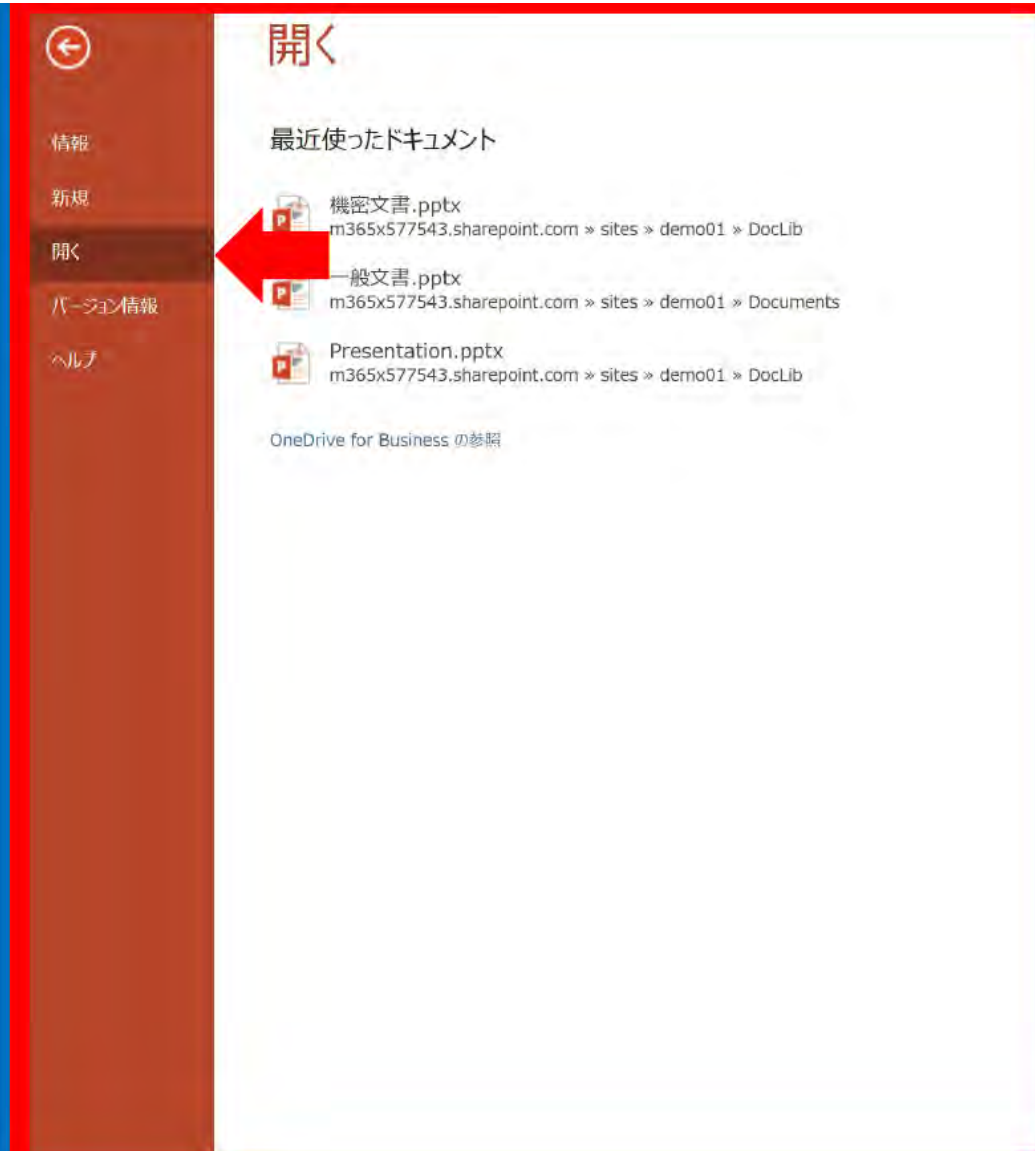 開く
情報
新規
開く
バージョン情報
ヘルプ
最近使ったドキュメント
機密文書.pptx
m365x577543.sharepoint.com » sites » demo01 » DocLib
一般文書.pptx
m365x577543.sharepoint.com » sites » demo01 » Documents
Presentation.pptx
m365x577543.sharepoint.com » sites » demo01 » DocLib
OneDrive for Business の参照